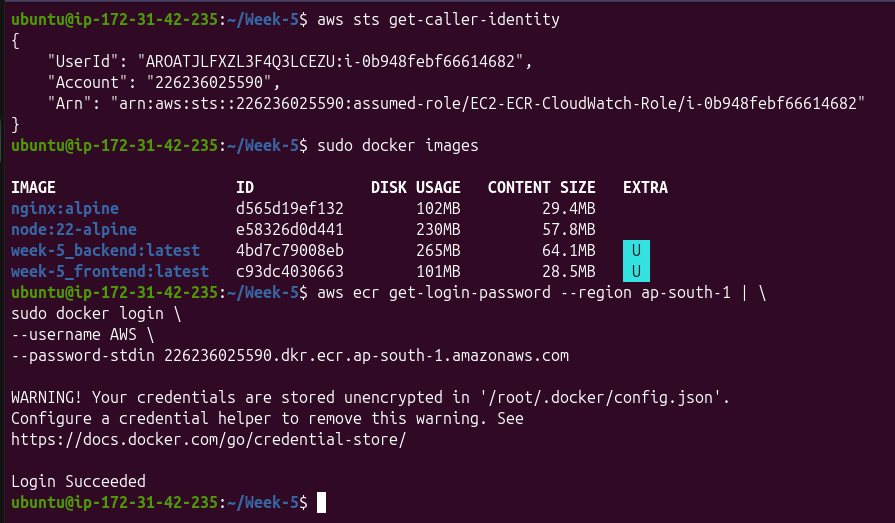 ubuntu@ip-172-31-42-235:~/Week-5$ aws sts get-caller-identity
{
    "UserId": "AROATJLFXZL3F4Q3LCEZU:i-0b948febf66614682",
    "Account": "226236025590",
    "Arn": "arn:aws:sts::226236025590:assumed-role/EC2-ECR-CloudWatch-Role/i-0b948febf66614682"
}
ubuntu@ip-172-31-42-235:~/Week-5$ sudo docker images
IMAGE                    ID             DISK USAGE   CONTENT SIZE   EXTRA
nginx:alpine             d565d19ef132        102MB         29.4MB
node:22-alpine           e58326d0d441        230MB         57.8MB
week-5_backend:latest    4bd7c79008eb        265MB         64.1MB    U
week-5_frontend:latest   c93dc4030663        101MB         28.5MB    U
ubuntu@ip-172-31-42-235:~/Week-5$ aws ecr get-login-password --region ap-south-1 | \
sudo docker login \
--username AWS \
--password-stdin 226236025590.dkr.ecr.ap-south-1.amazonaws.com
WARNING! Your credentials are stored unencrypted in '/root/.docker/config.json'.
Configure a credential helper to remove this warning. See
https://docs.docker.com/go/credential-store/
Login Succeeded
ubuntu@ip-172-31-42-235:~/Week-5$